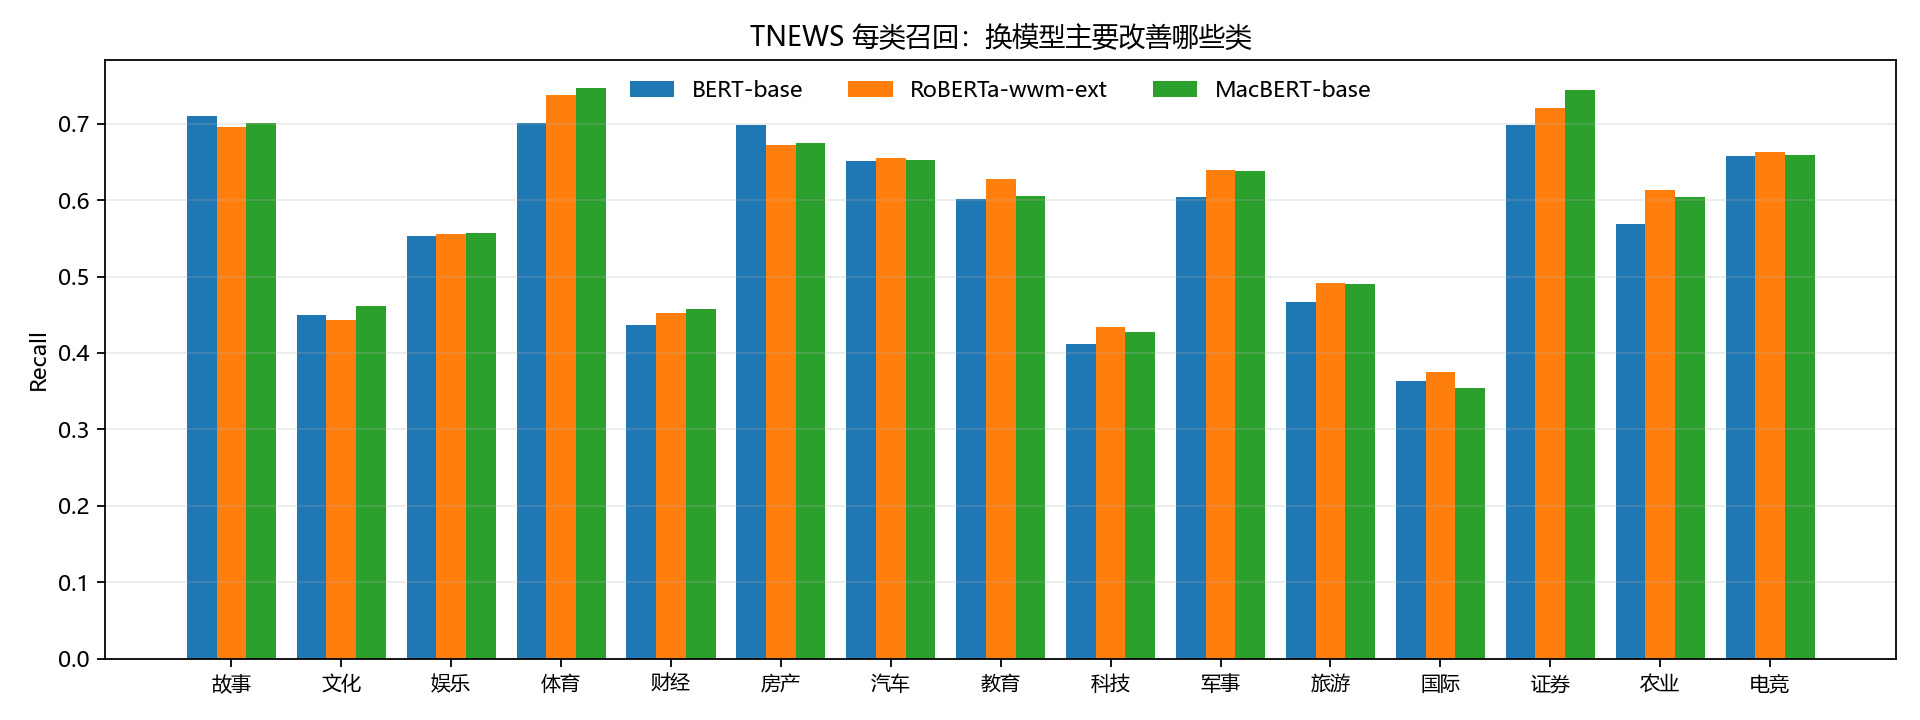 TNEWS 每类召回：换模型主要改善哪些类
BERT-base
RoBERTa-wwm-ext
MacBERT-base
Recall
0.7
0.6
0.5
0.4
0.3
0.2
0.1
0.0
故事 文化 娱乐 体育 财经 房产 汽车 教育 科技 军事 旅游 国际 证券 农业 电竞